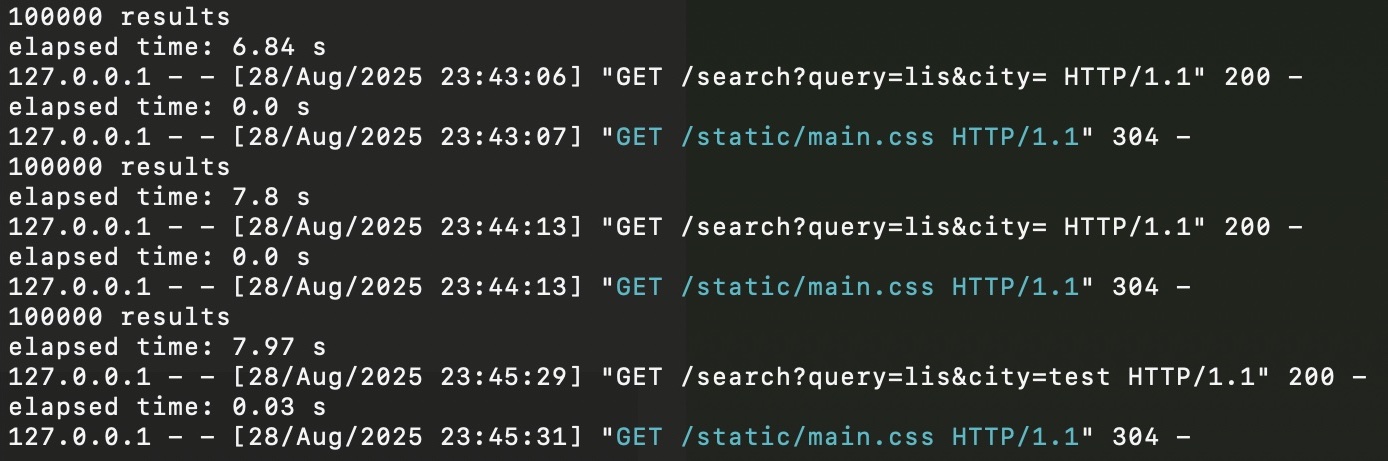 100000 results
elapsed time: 6.84 s
127.0.0.1 - - [28/Aug/2025 23:43:06] "GET /search?query=lis&city= HTTP/1.1" 200 -
elapsed time: 0.0 s
127.0.0.1 - - [28/Aug/2025 23:43:07] "GET /static/main.css HTTP/1.1" 304 -
100000 results
elapsed time: 7.8 s
127.0.0.1 - - [28/Aug/2025 23:44:13] "GET /search?query=lis&city= HTTP/1.1" 200 -
elapsed time: 0.0 s
127.0.0.1 - - [28/Aug/2025 23:44:13] "GET /static/main.css HTTP/1.1" 304 -
100000 results
elapsed time: 7.97 s
127.0.0.1 - - [28/Aug/2025 23:45:29] "GET /search?query=lis&city=test HTTP/1.1" 200 -
elapsed time: 0.03 s
127.0.0.1 - - [28/Aug/2025 23:45:31] "GET /static/main.css HTTP/1.1" 304 -